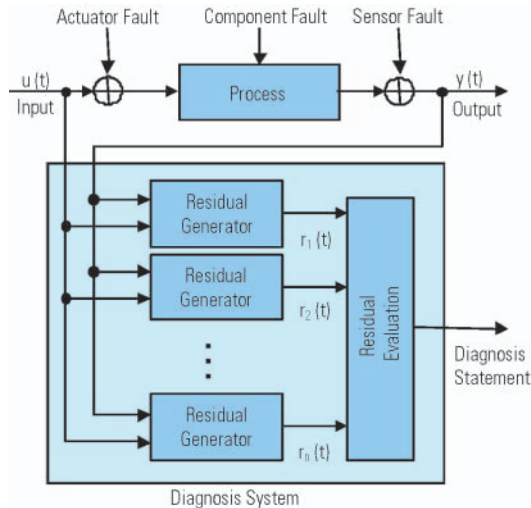 Actuator Fault
Component Fault
Sensor Fault
u (t)
Input
Process
y (t)
Output
Residual
Generator
r1 (t)
Residual
Generator
r2 (t)
Residual
Generator
rn (t)
Residual
Evaluation
Diagnosis
Statement
Diagnosis System